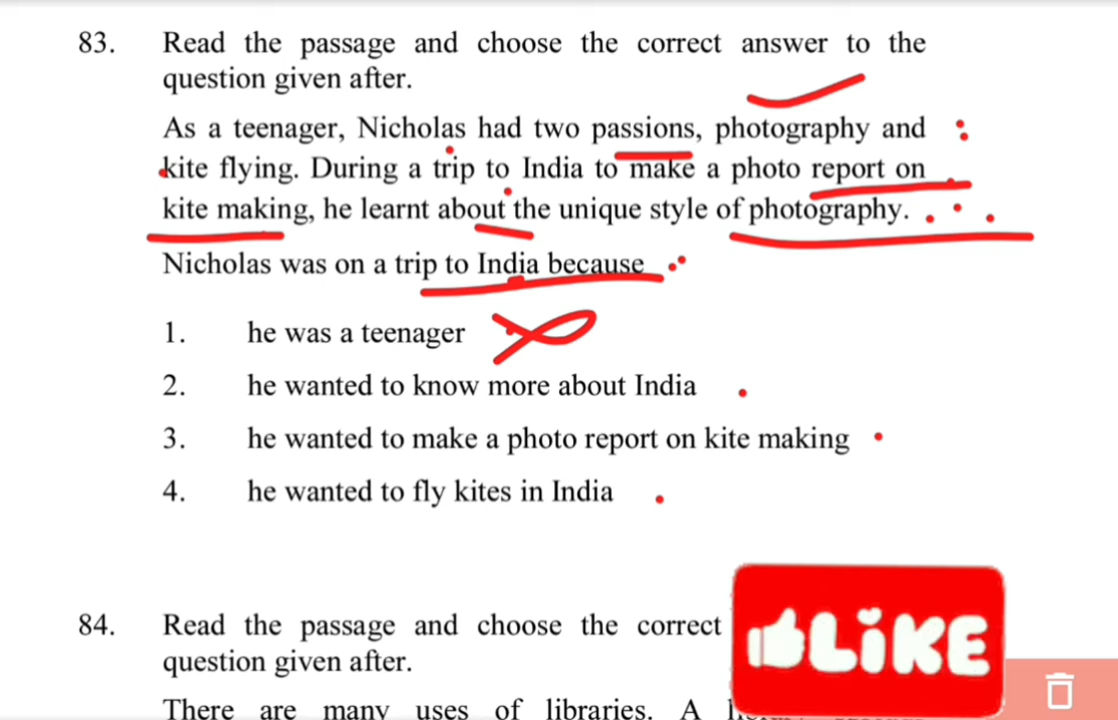 83. Read the passage and choose the correct answer to the
question given after.
As a teenager, Nicholas had two passions, photography and
kite flying. During a trip to India to make a photo report on
kite making, he learnt about the unique style of photography.
Nicholas was on a trip to India because
1. he was a teenager
2. he wanted to know more about India
3. he wanted to make a photo report on kite making
4. he wanted to fly kites in India
84. Read the passage and choose the correct
question given after.
LiKE
There are many uses of libraries. A